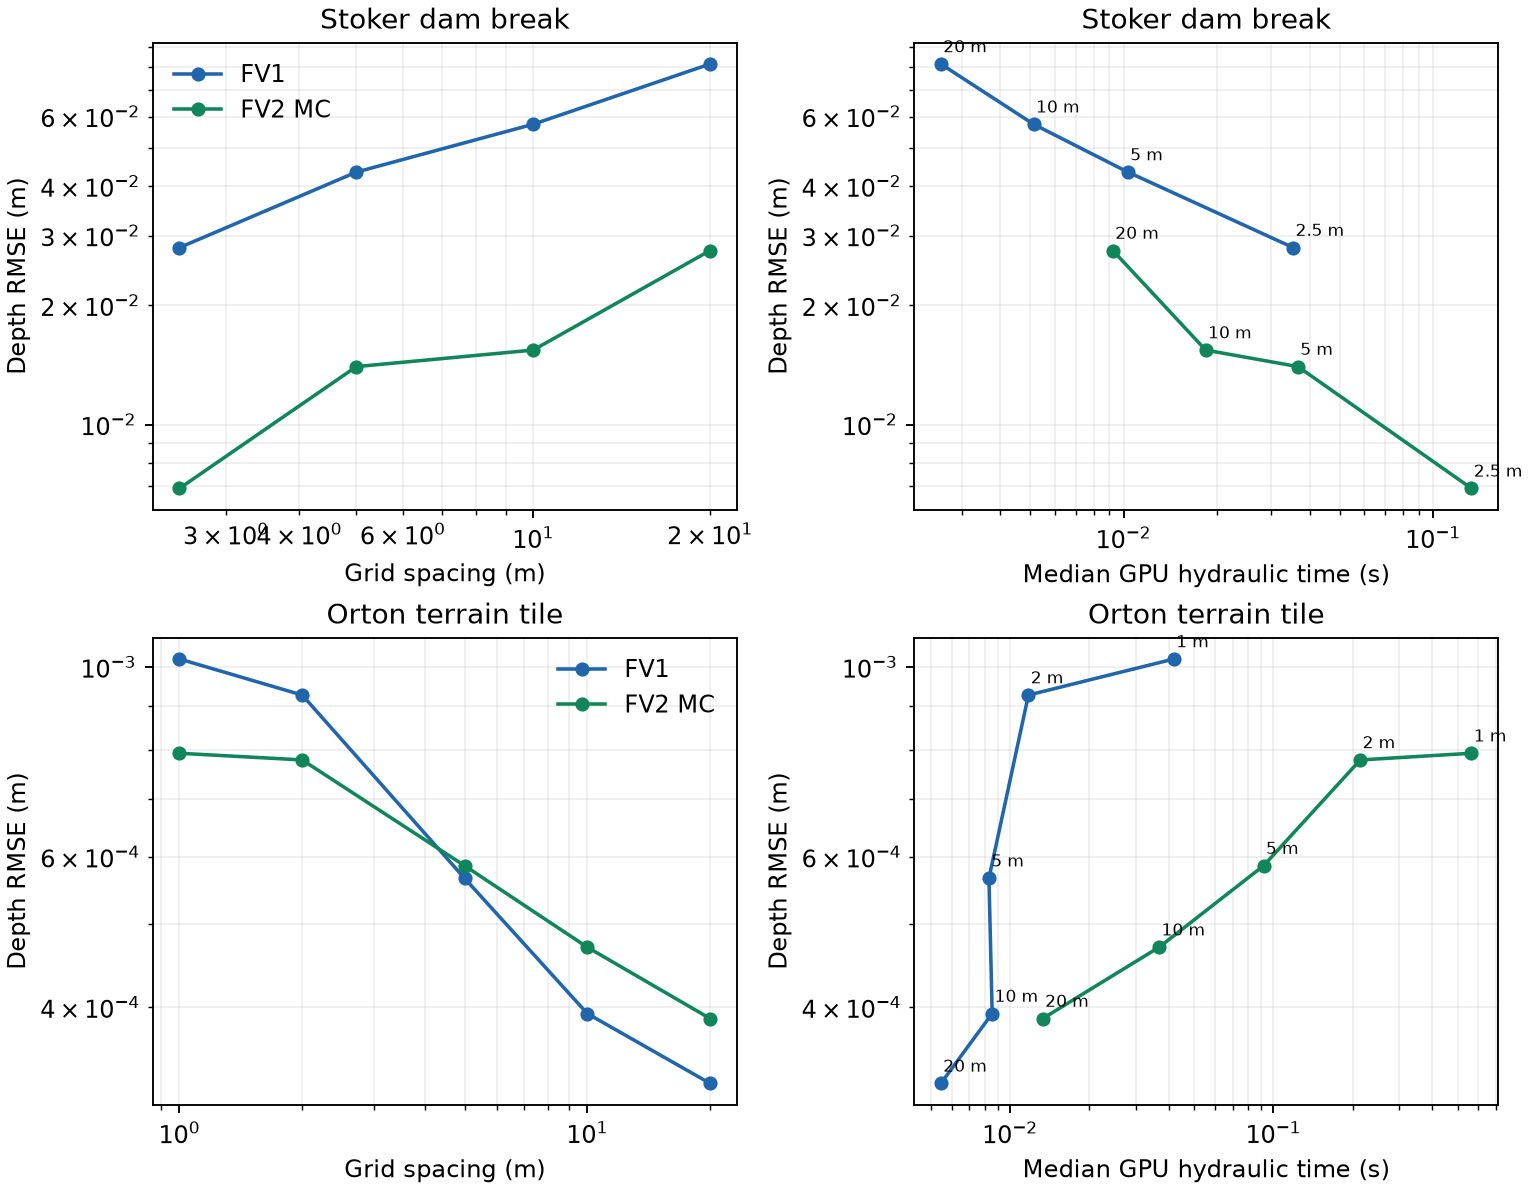 Stoker dam break
FV1
FV2 MC
6 × 10⁻²
4 × 10⁻²
3 × 10⁻²
2 × 10⁻²
10⁻²
Depth RMSE (m)
3 × 10⁰
4 × 10⁰
6 × 10⁰
10¹
2 × 10¹
Grid spacing (m)
Stoker dam break
20 m
10 m
5 m
2.5 m
20 m
10 m
5 m
2.5 m
6 × 10⁻²
4 × 10⁻²
3 × 10⁻²
2 × 10⁻²
10⁻²
Depth RMSE (m)
10⁻²
10⁻¹
Median GPU hydraulic time (s)
Orton terrain tile
FV1
FV2 MC
10⁻³
6 × 10⁻⁴
4 × 10⁻⁴
Depth RMSE (m)
10⁰
10¹
Grid spacing (m)
Orton terrain tile
1 m
2 m
5 m
10 m
20 m
1 m
2 m
5 m
10 m
20 m
10⁻³
6 × 10⁻⁴
4 × 10⁻⁴
Depth RMSE (m)
10⁻²
10⁻¹
Median GPU hydraulic time (s)